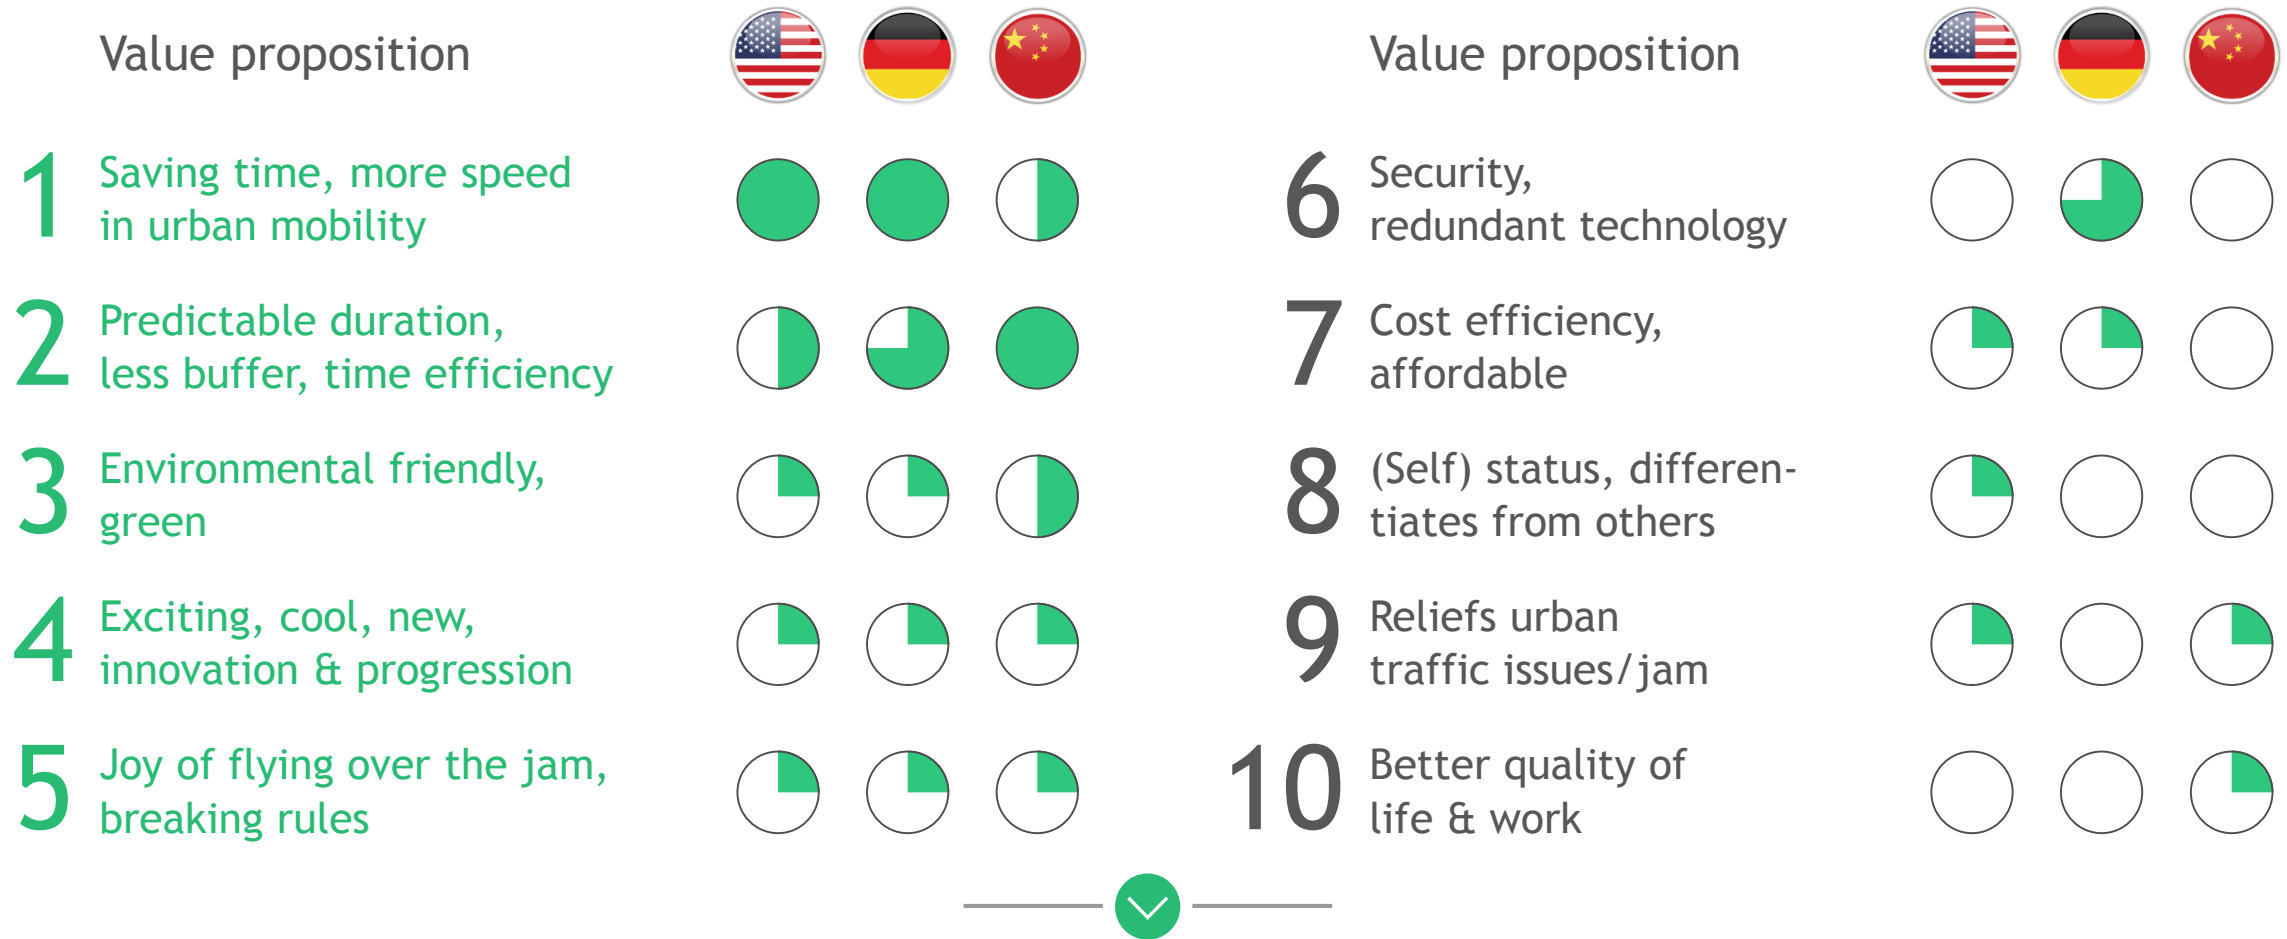 Value proposition
1
Saving time, more speed
in urban mobility
2
Predictable duration,
less buffer, time efficiency
3
Environmental friendly,
green
4
Exciting, cool, new,
innovation & progression
5
Joy of flying over the jam,
breaking rules
Value proposition
6
Security,
redundant technology
7
Cost efficiency,
affordable
8
(Self) status, differen-
tiates from others
9
Reliefs urban
traffic issues/jam
10
Better quality of
life & work